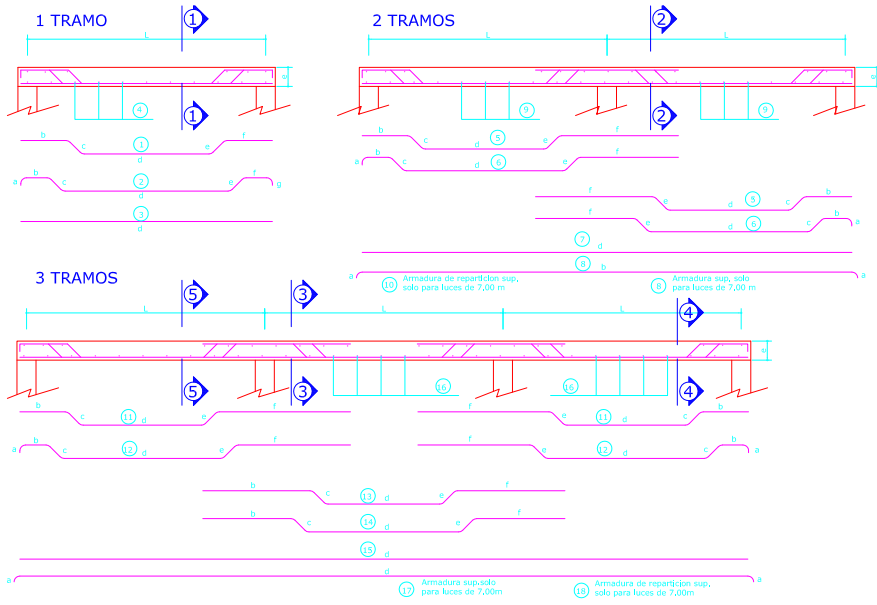 1 TRAMO
1
2 TRAMOS
2
L
L
L
e
e
4
1
9
2
9
b
1
f
c
d
e
a
b
2
f
c
d
e
g
3
d
b
5
f
c
d
e
a
b
6
f
c
d
e
f
5
b
e
d
c
f
6
b
e
d
c
a
7
d
a
8
b
a
10
Armadura de reparticion sup.
solo para luces de 7,00 m
8
Armadura sup. solo
para luces de 7,00 m
3 TRAMOS
5
3
4
L
L
L
e
5
3
16
16
4
b
11
f
c
d
e
f
11
b
e
d
c
a
b
12
f
c
d
e
f
12
b
e
d
c
a
b
13
f
c
d
e
b
14
f
c
d
e
15
d
a
d
a
17
Armadura sup.solo
para luces de 7,00m
18
Armadura de reparticion sup.
solo para luces de 7,00m